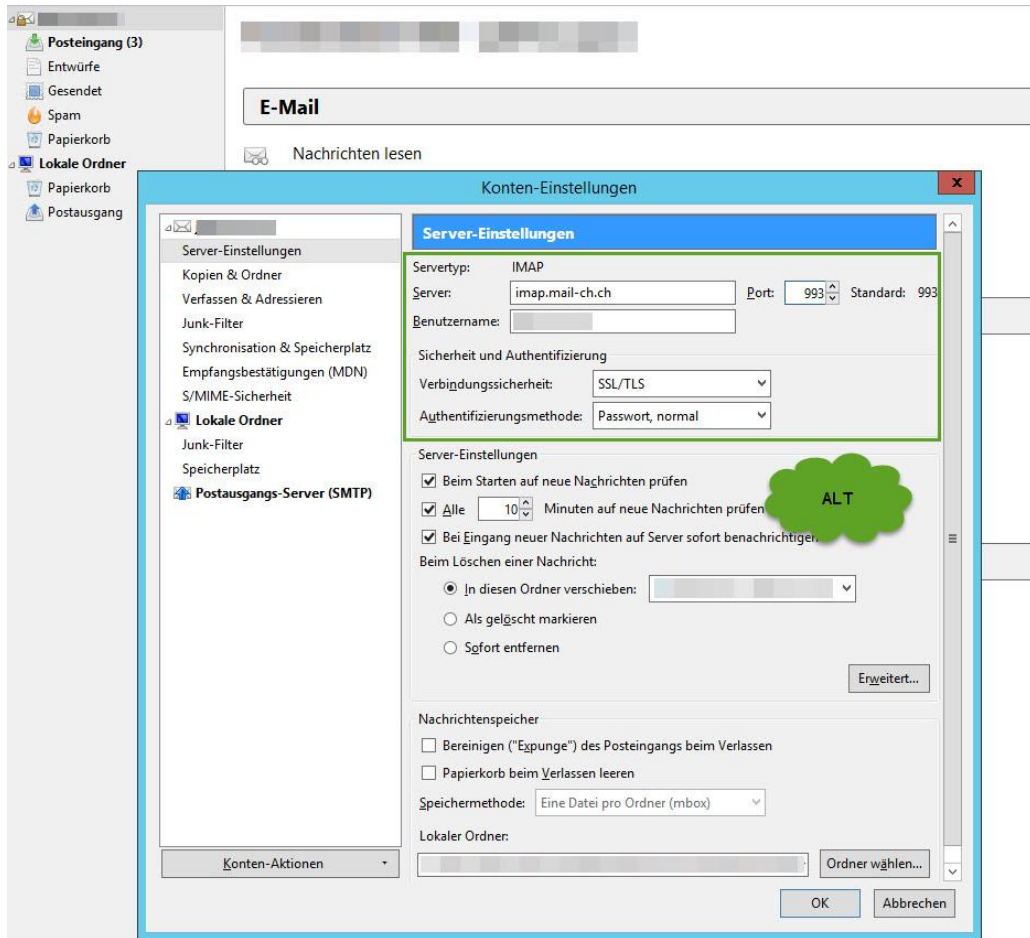 Posteingang (3)
Entwürfe
Gesendet
Spam
Papierkorb
Lokale Ordner
Papierkorb
Postausgang
E-Mail
Nachrichten lesen
Konten-Einstellungen
x
Server-Einstellungen
Kopien & Ordner
Verfassen & Adressieren
Junk-Filter
Synchronisation & Speicherplatz
Empfangsbestätigungen (MDN)
S/MIME-Sicherheit
Lokale Ordner
Junk-Filter
Speicherplatz
Postausgangs-Server (SMTP)
Konten-Aktionen
Server-Einstellungen
Servertyp: IMAP
Server: imap.mail-ch.ch Port: 993 Standard: 993
Benutzername:
Sicherheit und Authentifizierung
Verbindungssicherheit: SSL/TLS
Authentifizierungsmethode: Passwort, normal
Server-Einstellungen
Beim Starten auf neue Nachrichten prüfen
Alle 10 Minuten auf neue Nachrichten prüfen
ALT
Bei Eingang neuer Nachrichten auf Server sofort benachrichtigen
Beim Löschen einer Nachricht:
In diesen Ordner verschieben:
Als gelöscht markieren
Sofort entfernen
Erweitert...
Nachrichtenspeicher
Bereinigen ("Expunge") des Posteingangs beim Verlassen
Papierkorb beim Verlassen leeren
Speichermethode: Eine Datei pro Ordner (mbox)
Lokaler Ordner:
Ordner wählen...
OK Abbrechen